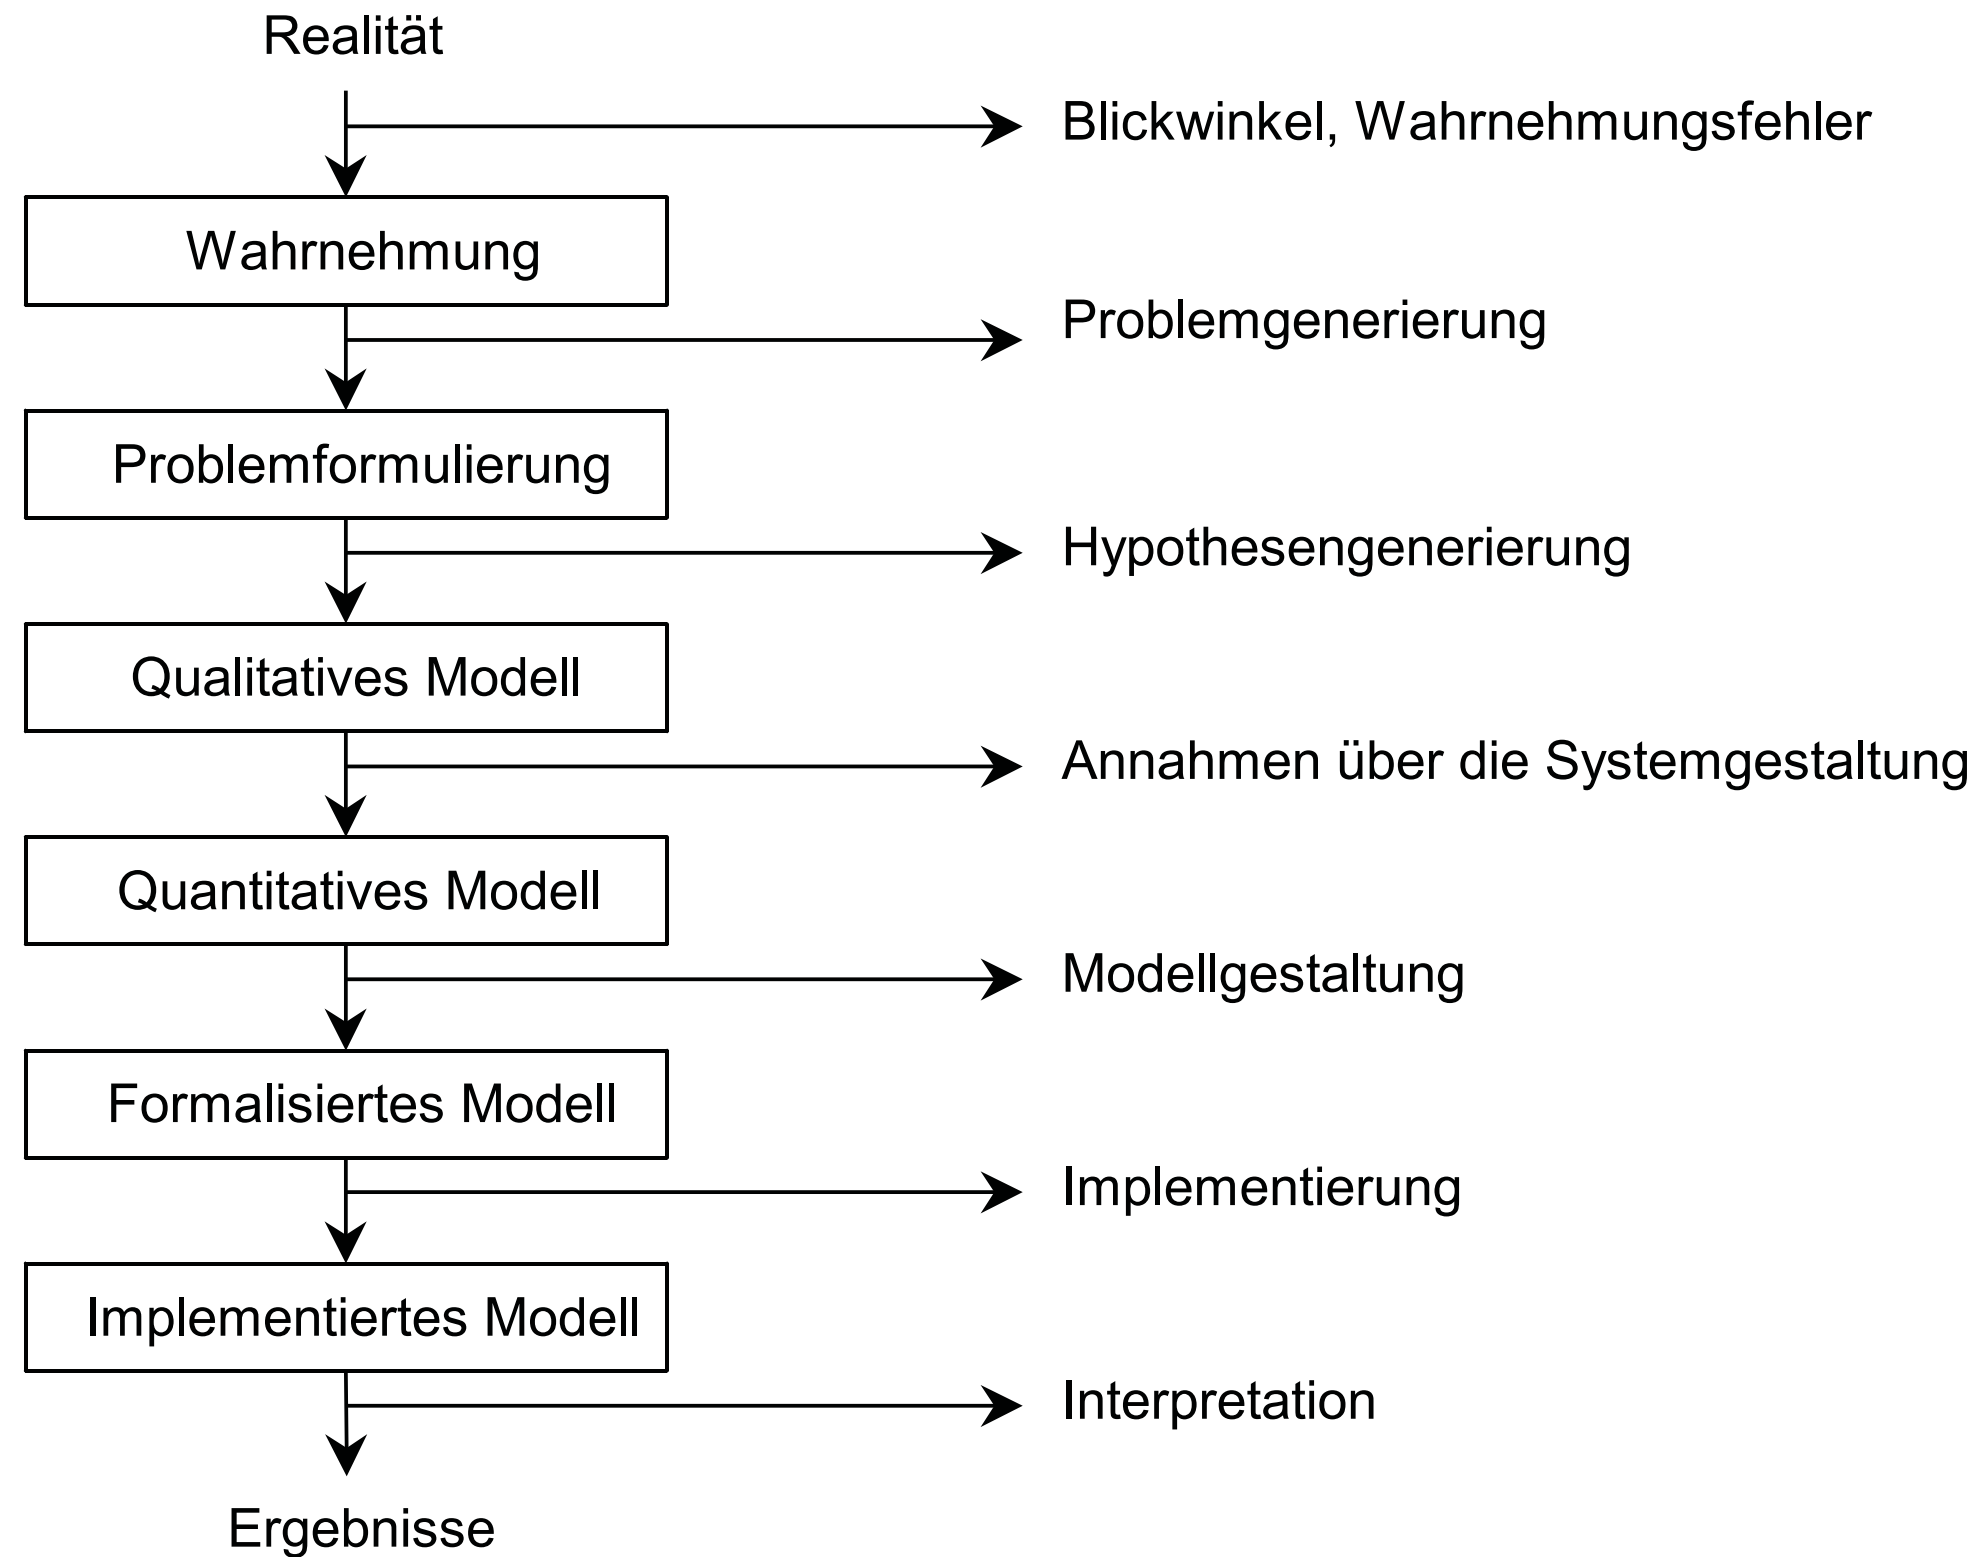 Realität
Blickwinkel, Wahrnehmungsfehler
Wahrnehmung
Problemgenerierung
Problemformulierung
Hypothesengenerierung
Qualitatives Modell
Annahmen über die Systemgestaltung
Quantitatives Modell
Modellgestaltung
Formalisiertes Modell
Implementierung
Implementiertes Modell
Interpretation
Ergebnisse